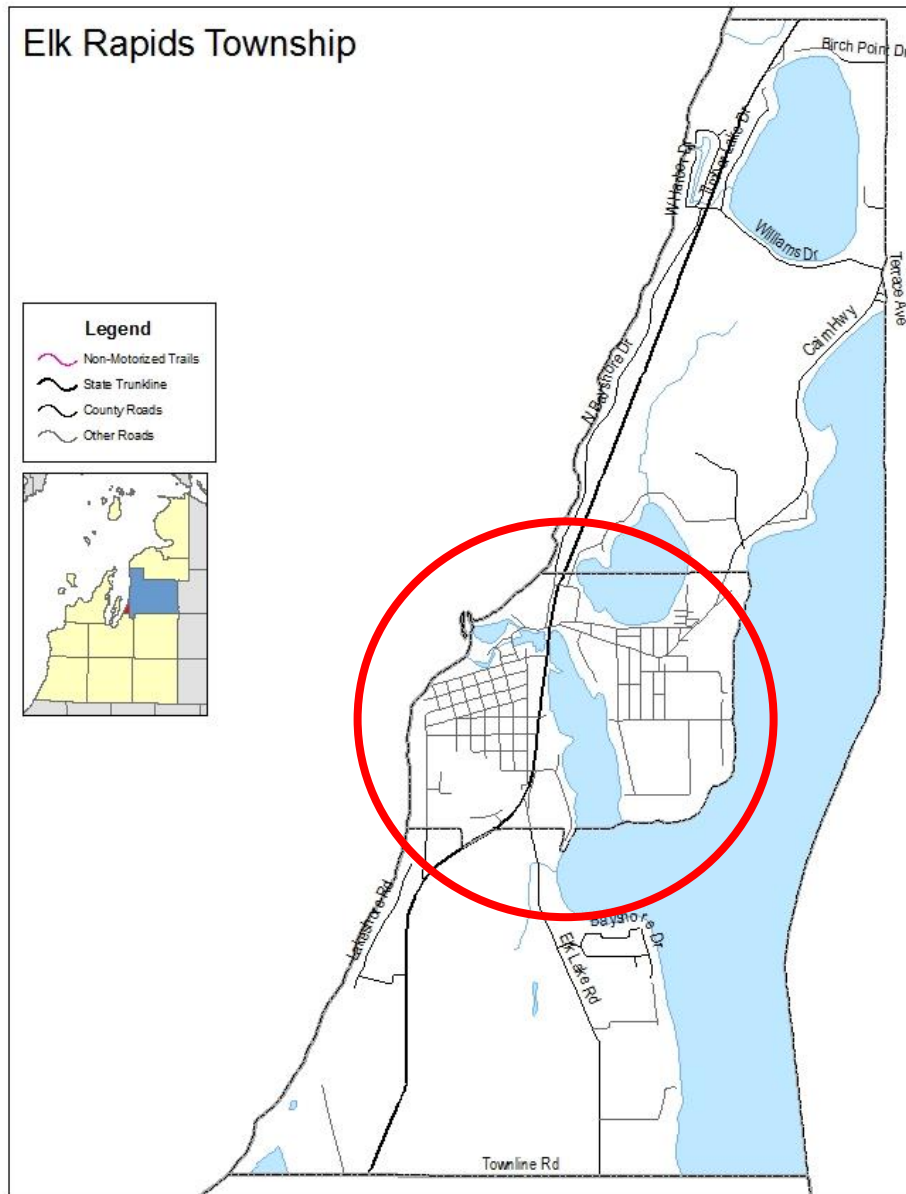 Elk Rapids Township
Birch Point Dr
W Harbor Dr
Williams Dr
Terrace Ave
Legend
Non-Motorized Trails
State Trunkline
County Roads
Other Roads
Cairn Hwy
N Bayshore Dr
Lakeshore Rd
Bayshore Dr
Elk Lake Rd
Townline Rd